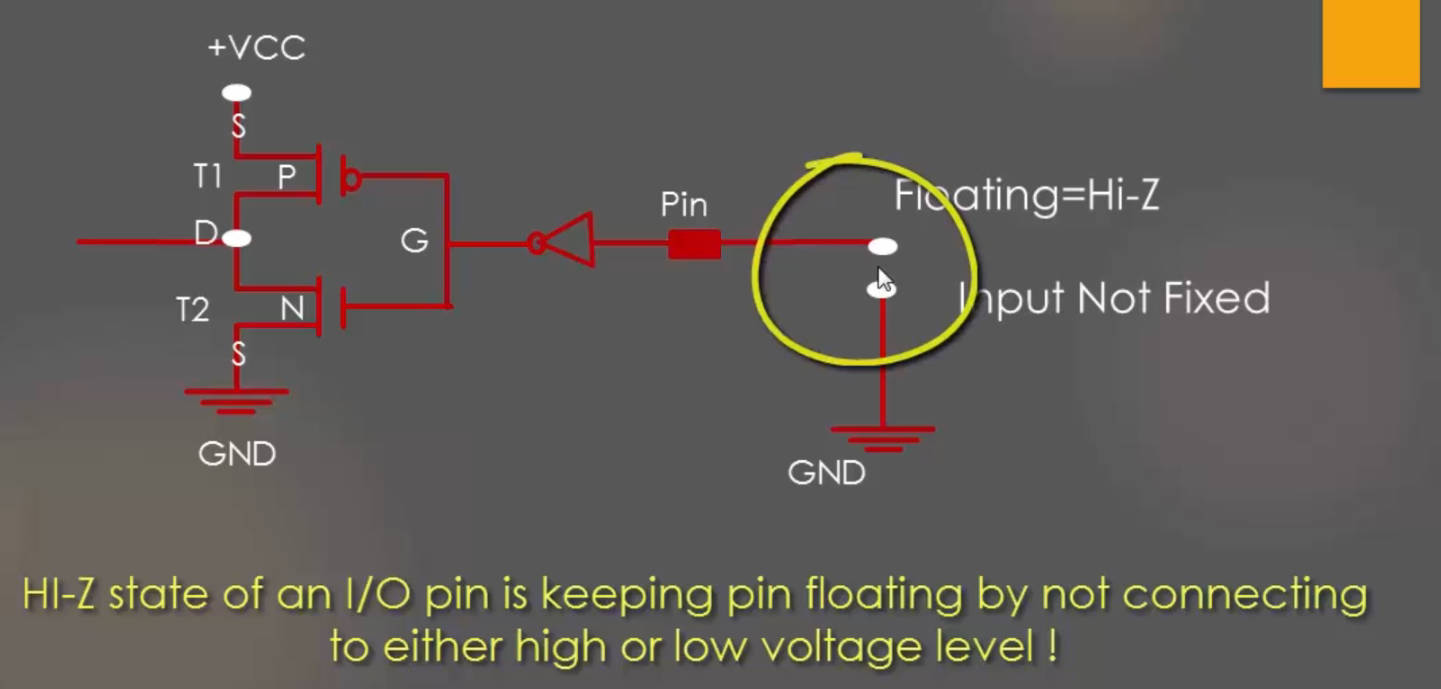 +VCC
S
T1
P
Pin
Floating=Hi-Z
D
G
T2
N
Input Not Fixed
S
GND
GND
HI-Z state of an I/O pin is keeping pin floating by not connecting
to either high or low voltage level !